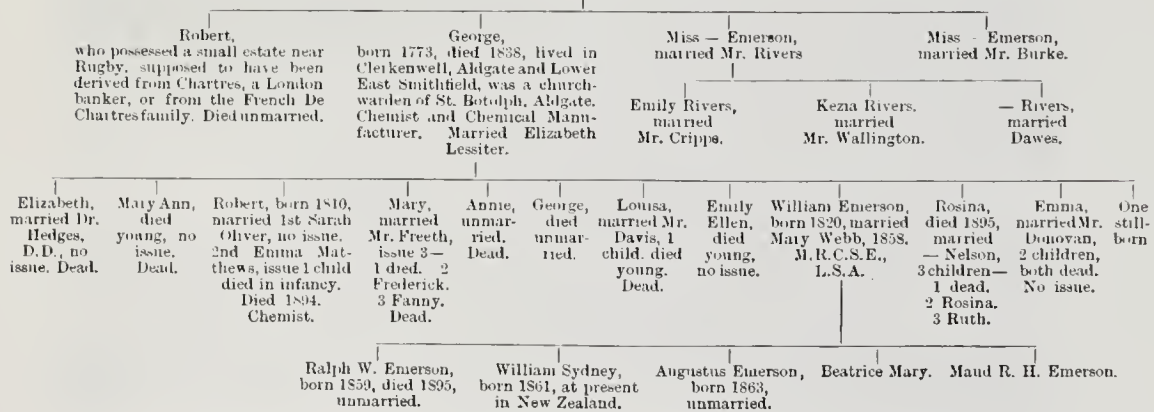 Robert,
who possessed a small estate near
Rugby, supposed to have been
derived from Chartres, a London
banker, or from the French De
Chartres family. Died unmarried.
George,
born 1773, died 1838, lived in
Clerkenwell, Aldgate and Lower
East Smithfield, was a church-
warden of St. Botolph, Aldgate.
Chemist and Chemical Manu-
facturer. Married Elizabeth
Lessiter.
Miss — Emerson,
married Mr. Rivers
Miss - Emerson,
married Mr. Burke.
Emily Rivers,
married
Mr. Cripps.
Kezia Rivers.
married
Mr. Wallington.
— Rivers,
married
Dawes.
Elizabeth,
married Dr.
Hedges,
D.D., no
issue. Dead.
Mary Ann,
died
young, no
issue.
Dead.
Robert, born 1810,
married 1st Sarah
Oliver, no issue.
2nd Emma Mat-
thews, issue 1 child
died in infancy.
Died 1894.
Chemist.
Mary,
married
Mr. Freeth,
issue 3—
1 died. 2
Frederick.
3 Fanny.
Dead.
Annie,
unmar-
ried.
Dead.
George,
died
unmar-
ried.
Louisa,
married Mr.
Davis, 1
child. died
young.
Dead.
Emily
Ellen,
died
young,
no issue.
William Emerson,
born 1820, married
Mary Webb, 1858.
M.R.C.S.E.,
L.S.A.
Rosina,
died 1895,
married
— Nelson,
3 children—
1 dead.
2 Rosina.
3 Ruth.
Emma,
married Mr.
Donovan,
2 children,
both dead.
No issue.
One
still-
born
Ralph W. Emerson,
born 1859, died 1895,
unmarried.
William Sydney,
born 1861, at present
in New Zealand.
Augustus Emerson,
born 1863,
unmarried.
Beatrice Mary.
Maud R. H. Emerson.